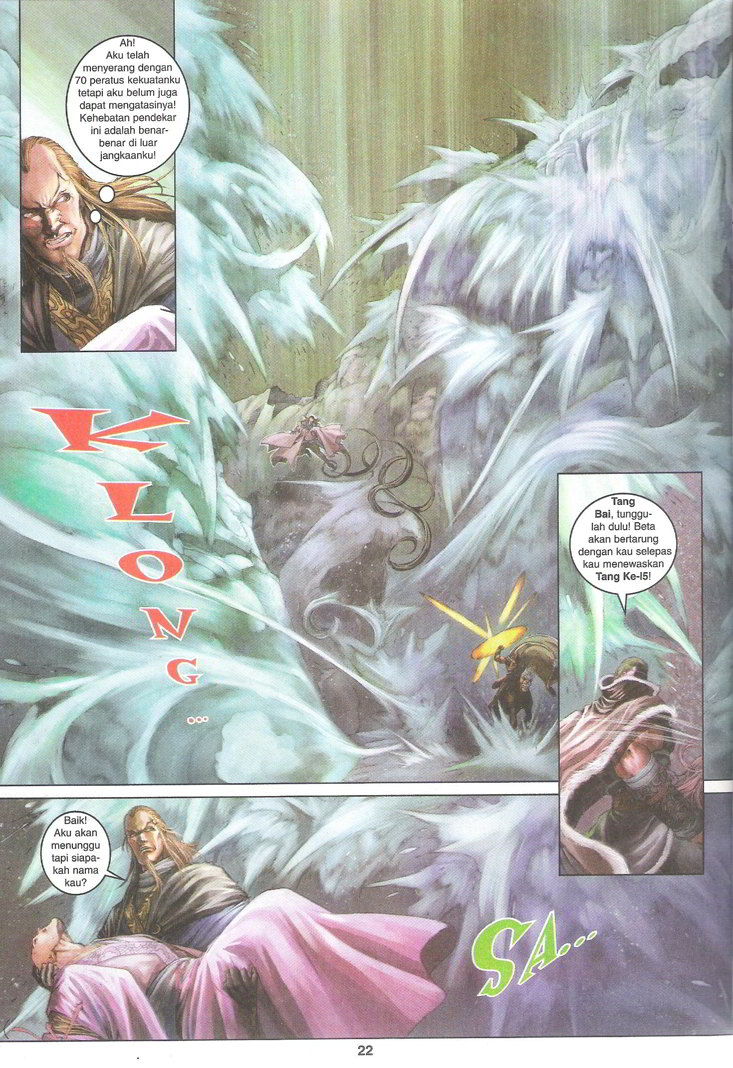 Ah!
Aku telah
menyerang dengan
70 peratus kekuatanku
tetapi aku belum juga
dapat mengatasinya!
Kehebatan pendekar
ini adalah benar-
benar di luar
jangkaanku!
KLONG...
Tang
Bai, tunggu-
lah dulu! Beta
akan bertarung
dengan kau selepas
kau menewaskan
Tang Ke-15!
Baik!
Aku akan
menunggu
tapi siapa-
kah nama
kau?
SA...
22